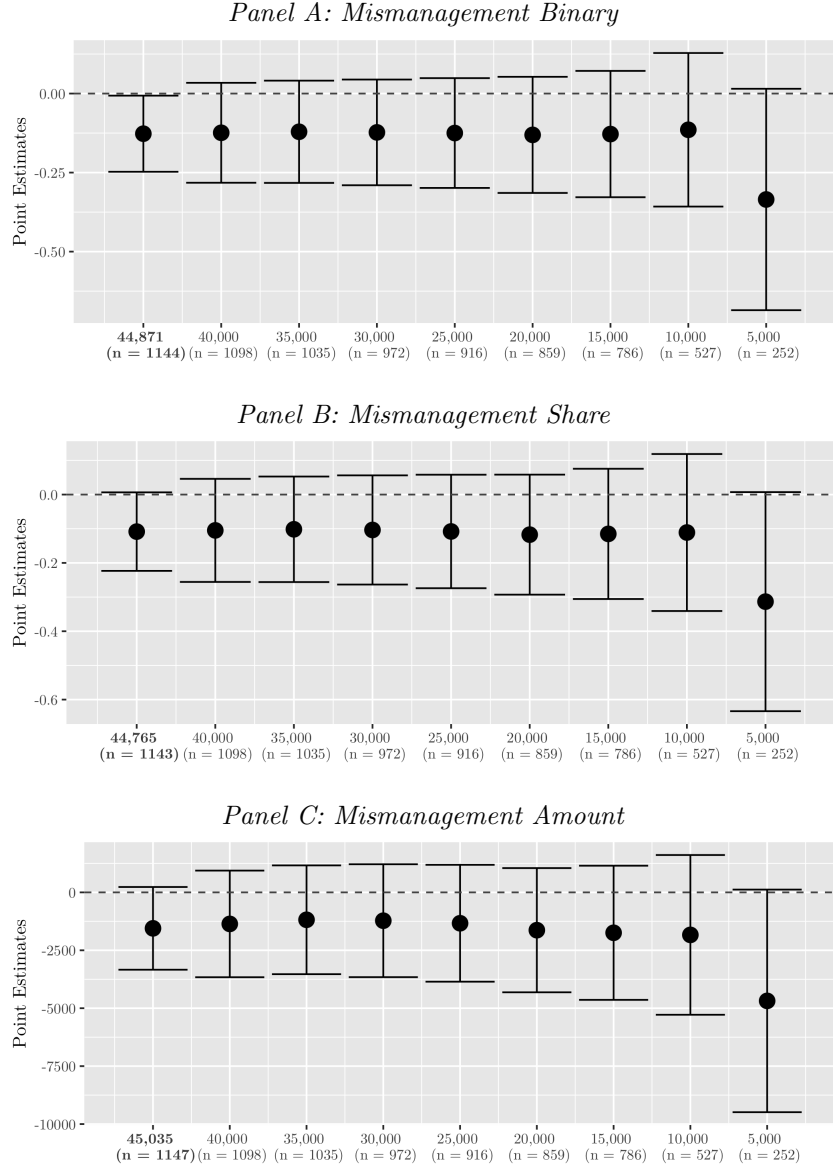 Panel A: Mismanagement Binary
Point Estimates
0.00
-0.25
-0.50
44,871 40,000 35,000 30,000 25,000 20,000 15,000 10,000 5,000
(n = 1144) (n = 1098) (n = 1035) (n = 972) (n = 916) (n = 859) (n = 786) (n = 527) (n = 252)
Panel B: Mismanagement Share
Point Estimates
0.0
-0.2
-0.4
-0.6
44,765 40,000 35,000 30,000 25,000 20,000 15,000 10,000 5,000
(n = 1143) (n = 1098) (n = 1035) (n = 972) (n = 916) (n = 859) (n = 786) (n = 527) (n = 252)
Panel C: Mismanagement Amount
Point Estimates
0
-2500
-5000
-7500
-10000
45,035 40,000 35,000 30,000 25,000 20,000 15,000 10,000 5,000
(n = 1147) (n = 1098) (n = 1035) (n = 972) (n = 916) (n = 859) (n = 786) (n = 527) (n = 252)